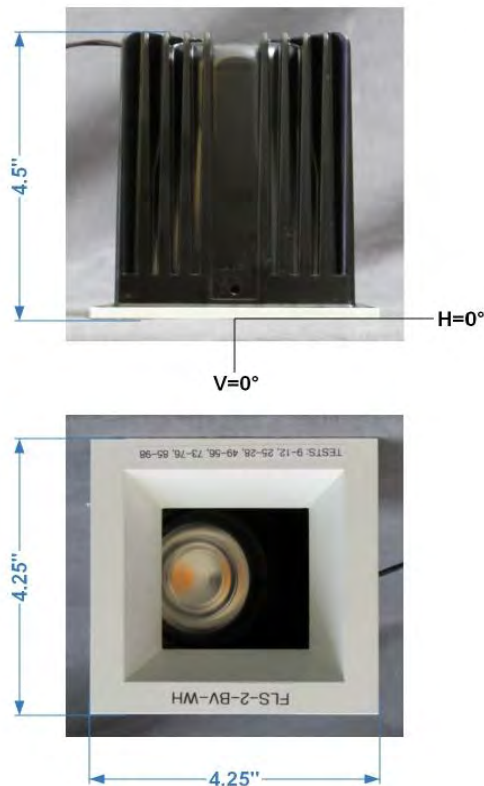 4.5"
H=0°
V=0°
TESTS: 9-12, 25-28, 49-56, 73-76, 85-98
4.25"
FLS-2-BV-WH
4.25"